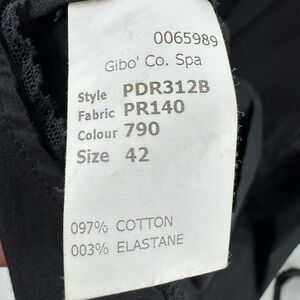 0065989
Gibo' Co. Spa
Style PDR312B
Fabric PR140
Colour 790
Size 42
097% COTTON
003% ELASTANE